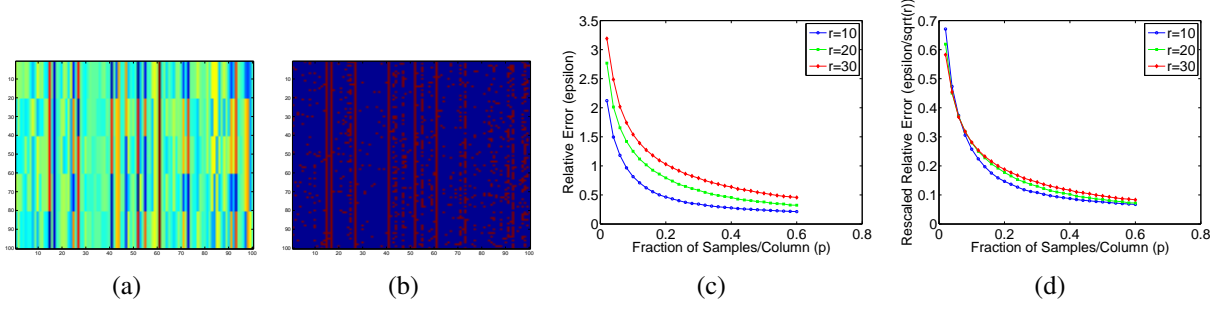 10
20
30
40
50
60
70
80
90
100
10 20 30 40 50 60 70 80 90 100
(a)
10
20
30
40
50
60
70
80
90
100
10 20 30 40 50 60 70 80 90 100
(b)
3.5
3
2.5
2
1.5
1
0.5
0
0 0.2 0.4 0.6 0.8
Relative Error (epsilon)
Fraction of Samples/Column (p)
r=10
r=20
r=30
(c)
0.7
0.6
0.5
0.4
0.3
0.2
0.1
0
0 0.2 0.4 0.6 0.8
Rescaled Relative Error (epsilon/sqrt(r))
Fraction of Samples/Column (p)
r=10
r=20
r=30
(d)